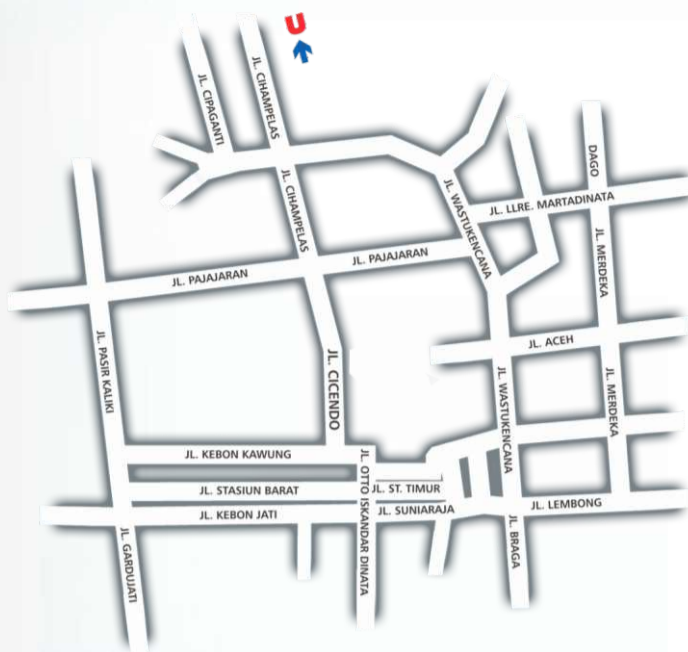 U
JL. CIPAGANTI
JL. CIHAMPELAS
JL. CIHAMPELAS
JL. WASTUKENCANA
DAGO
JL. LLRE. MARTADINATA
JL. PAJAJARAN
JL. PAJAJARAN
JL. MERDEKA
JL. PASIR KALIKI
JL. CICENDO
JL. ACEH
JL. WASTUKENCANA
JL. MERDEKA
JL. KEBON KAWUNG
JL. STASIUN BARAT
JL. OTTO ISKANDAR DINATA
JL. ST. TIMUR
JL. KEBON JATI
JL. SUNIARAJA
JL. LEMBONG
JL. GARDUJATI
JL. BRAGA